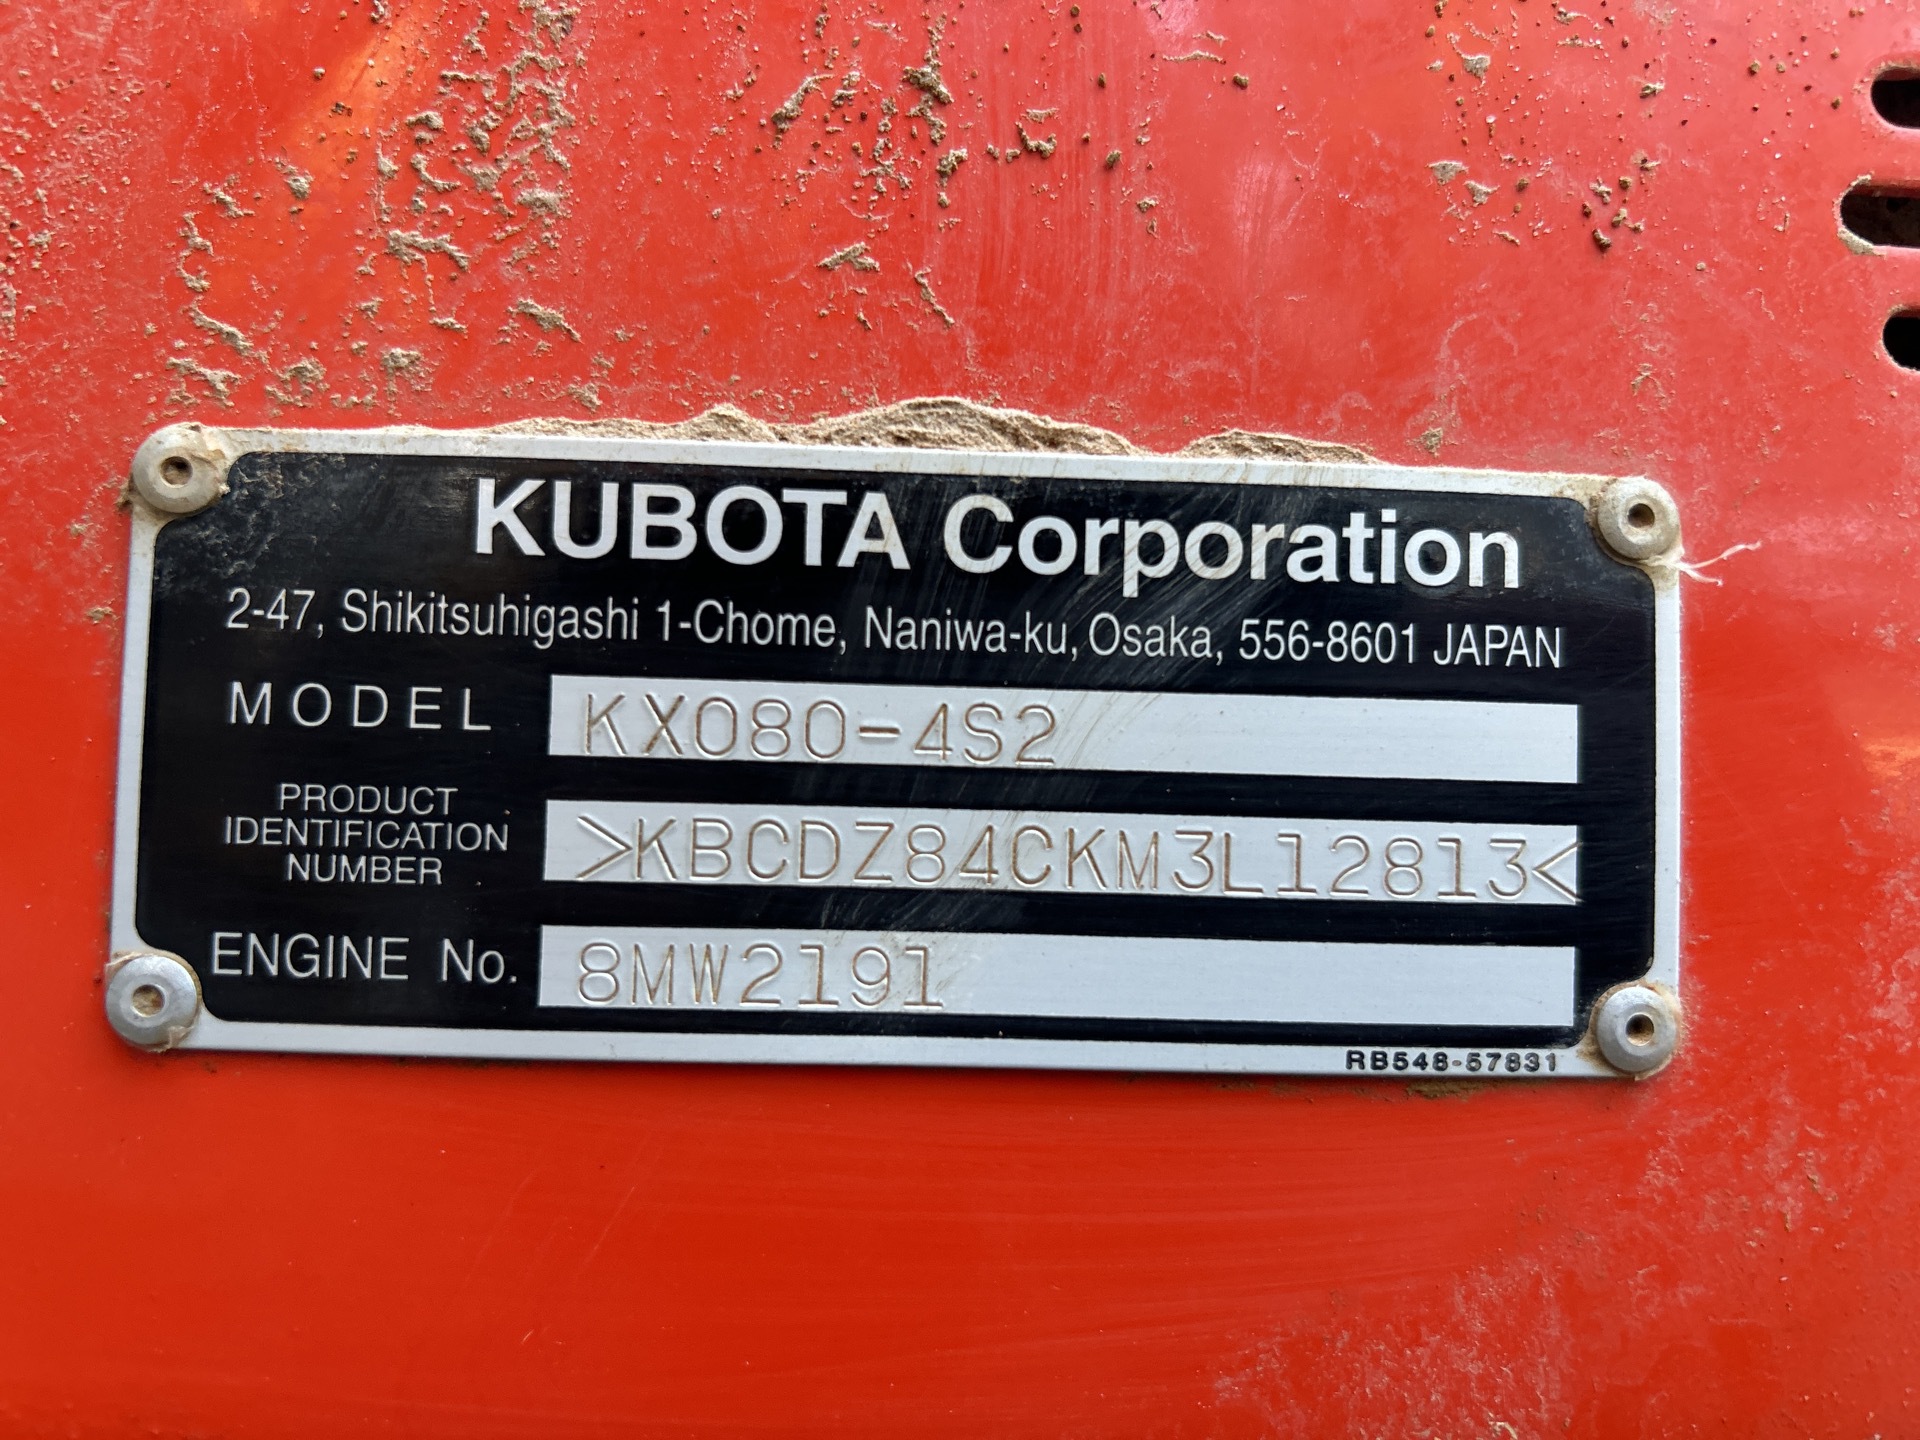 KUBOTA Corporation
2-47, Shikitsuhigashi 1-Chome, Naniwa-ku, Osaka, 556-8601 JAPAN
MODEL KX080-4S2
PRODUCT
IDENTIFICATION
NUMBER
>KBCDZ84CKM3L12813<
ENGINE No. 8MW2191
RB548-57831